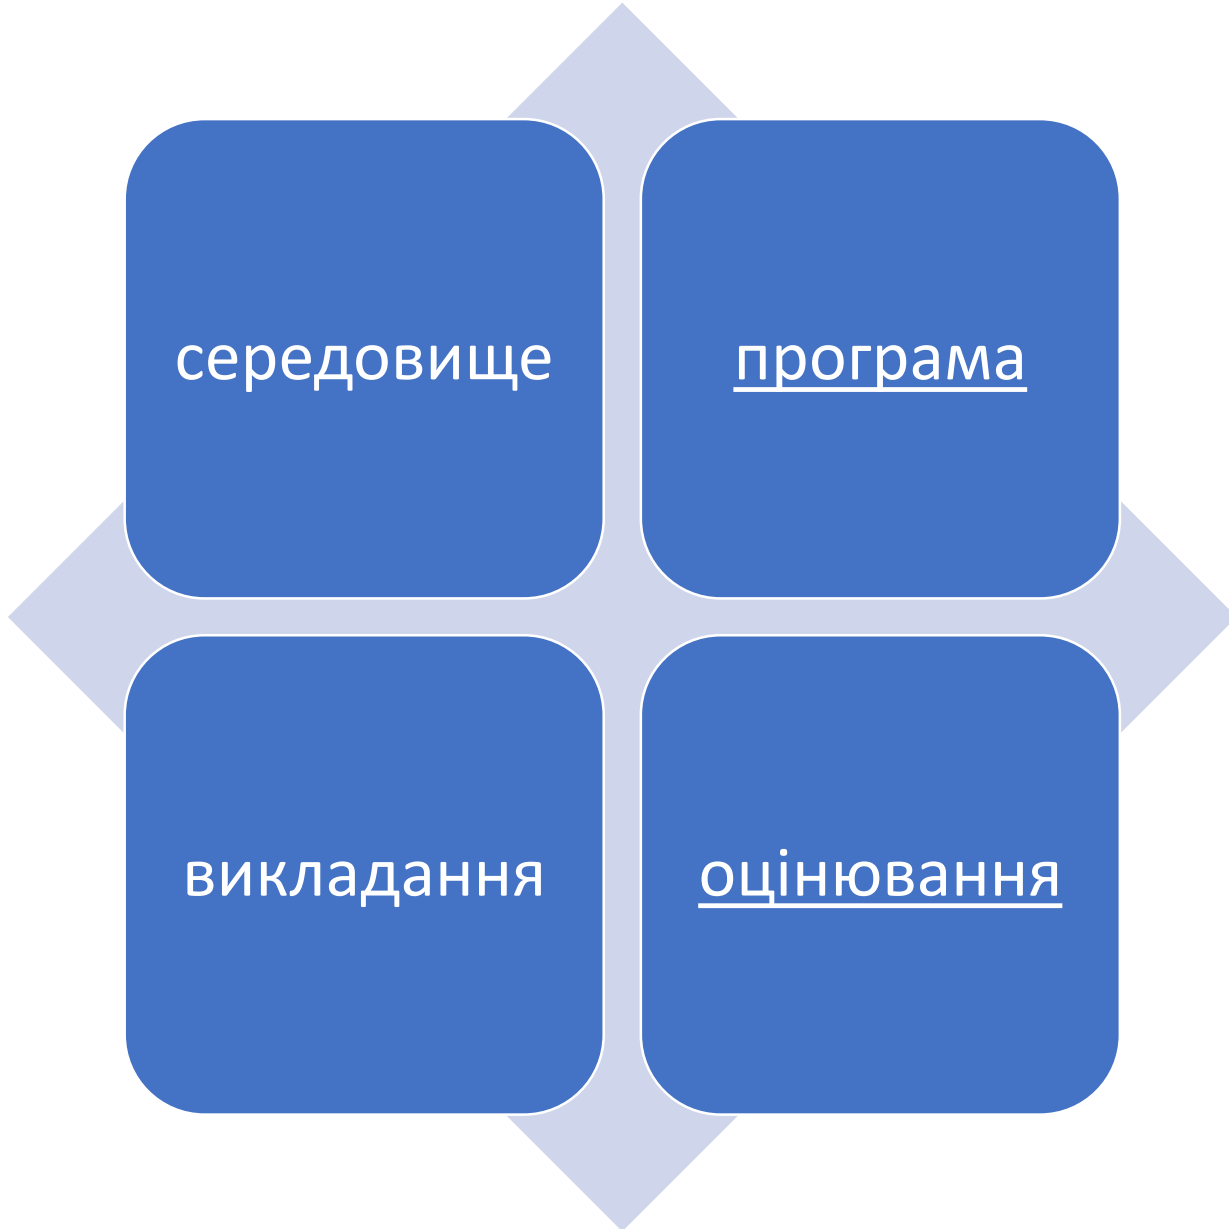 середовище
програма
викладання
оцінювання